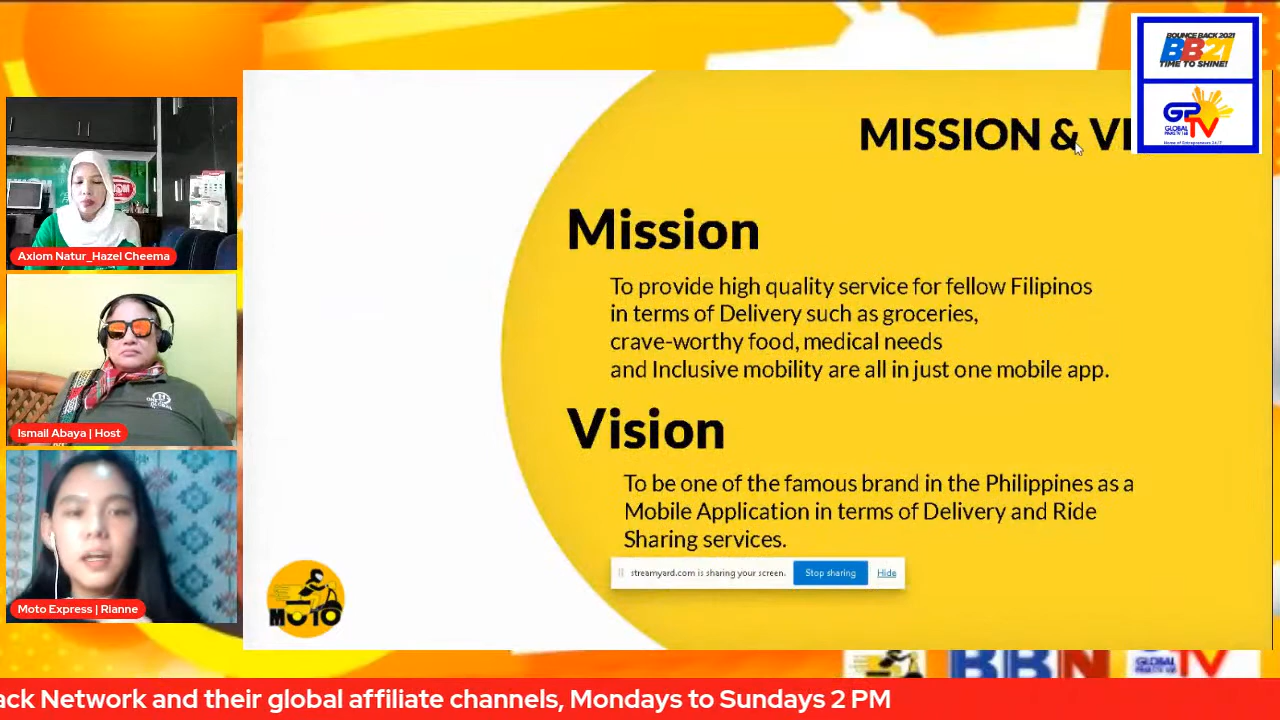 BOUNCE BACK 2021
BB21
TIME TO SHINE!
GPTV
Axiom Natur_Hazel Cheema
Ismail Abaya | Host
Moto Express | Rianne
MISSION & VI
Mission
To provide high quality service for fellow Filipinos
in terms of Delivery such as groceries,
crave-worthy food, medical needs
and Inclusive mobility are all in just one mobile app.
Vision
To be one of the famous brand in the Philippines as a
Mobile Application in terms of Delivery and Ride
Sharing services.
streamyard.com is sharing your screen.
Stop sharing
Hide
MOTO
BBN
TV
ack Network and their global affiliate channels, Mondays to Sundays 2 PM